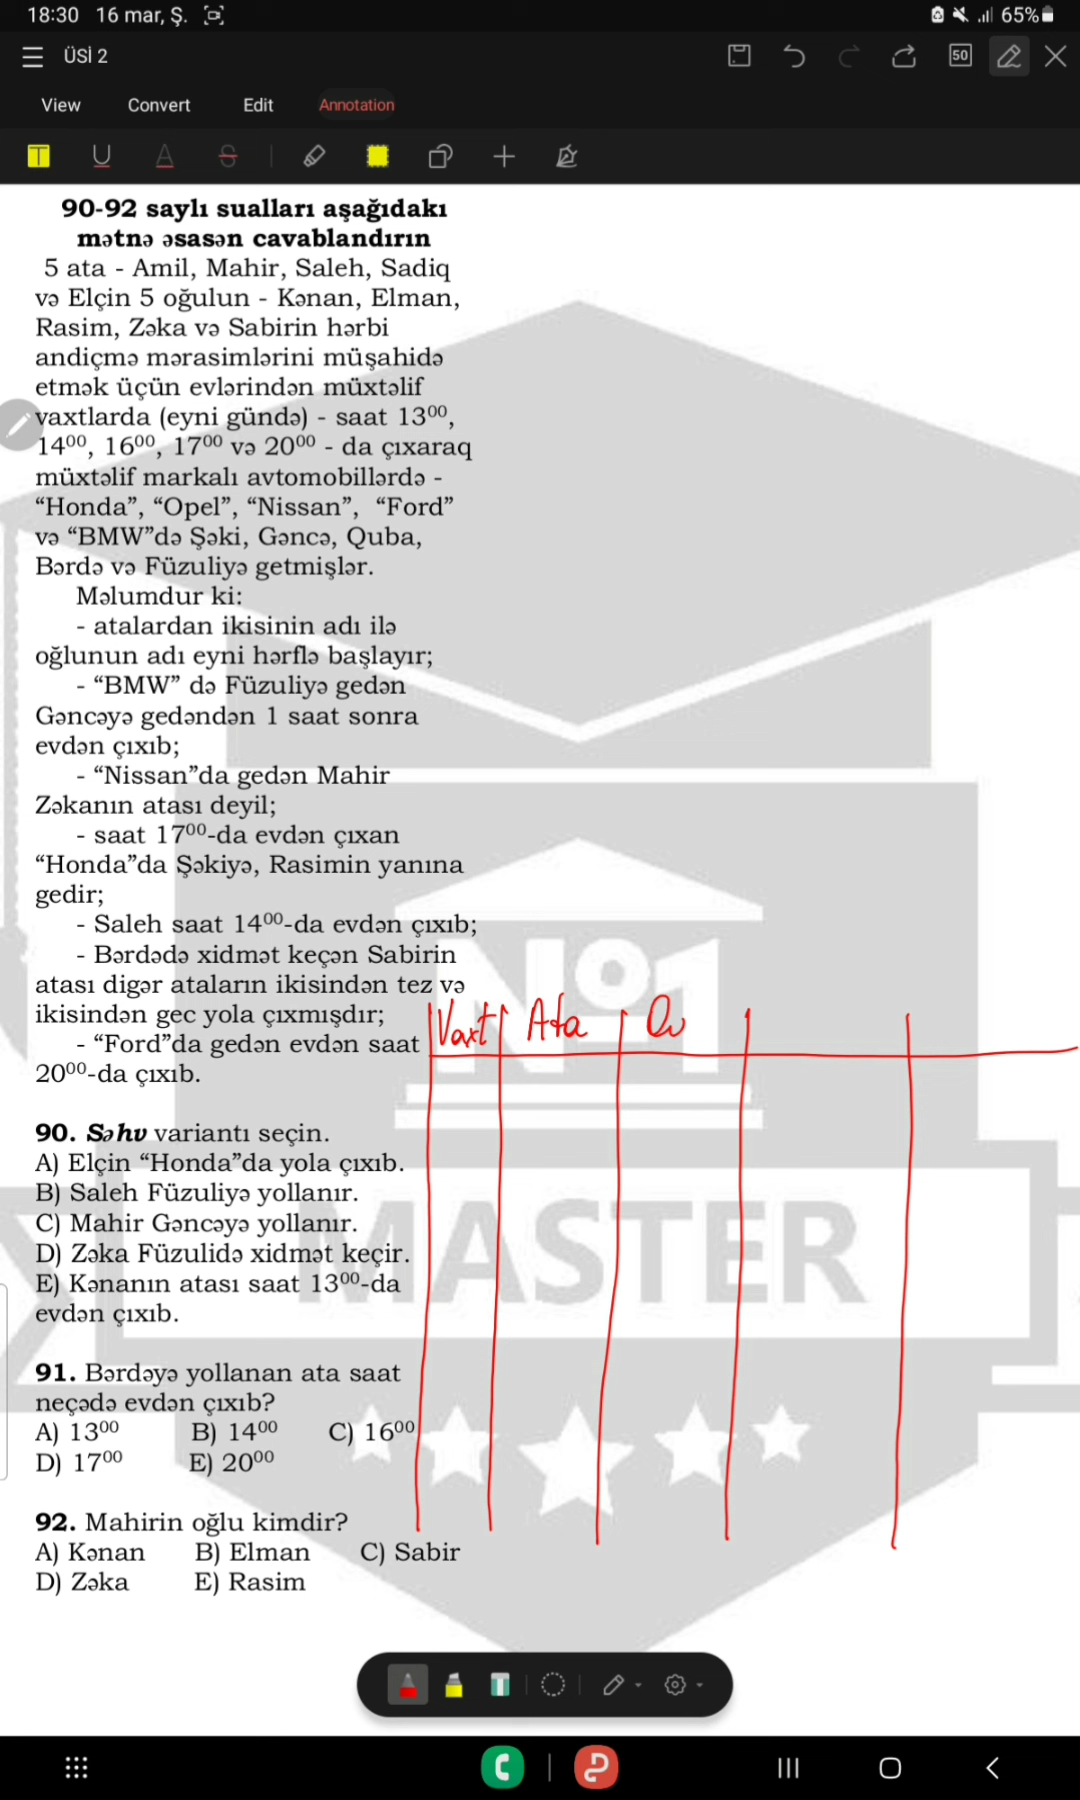 18:30 16 mar, Ş. 65%
ÜSİ 2 50
View Convert Edit Annotation
90-92 saylı sualları aşağıdakı
mətnə əsasən cavablandırın
5 ata - Amil, Mahir, Saleh, Sadiq
və Elçin 5 oğulun - Kənan, Elman,
Rasim, Zəka və Sabirin hərbi
andiçmə mərasimlərini müşahidə
etmək üçün evlərindən müxtəlif
vaxtlarda (eyni gündə) - saat 13⁰⁰,
14⁰⁰, 16⁰⁰, 17⁰⁰ və 20⁰⁰ - da çıxaraq
müxtəlif markalı avtomobillərdə -
“Honda”, “Opel”, “Nissan”, “Ford”
və “BMW”də Şəki, Gəncə, Quba,
Bərdə və Füzuliyə getmişlər.
Məlumdur ki:
- atalardan ikisinin adı ilə
oğlunun adı eyni hərflə başlayır;
- “BMW” də Füzuliyə gedən
Gəncəyə gedəndən 1 saat sonra
evdən çıxıb;
- “Nissan”da gedən Mahir
Zəkanın atası deyil;
- saat 17⁰⁰-da evdən çıxan
“Honda”da Şəkiyə, Rasimin yanına
gedir;
- Saleh saat 14⁰⁰-da evdən çıxıb;
- Bərdədə xidmət keçən Sabirin
atası digər ataların ikisindən tez və
ikisindən gec yola çıxmışdır;
- “Ford”da gedən evdən saat
20⁰⁰-da çıxıb.
Vaxt Ata
90. Səhv variantı seçin.
A) Elçin “Honda”da yola çıxıb.
B) Saleh Füzuliyə yollanır.
C) Mahir Gəncəyə yollanır.
D) Zəka Füzulidə xidmət keçir.
E) Kənanın atası saat 13⁰⁰-da
evdən çıxıb.
91. Bərdəyə yollanan ata saat
neçədə evdən çıxıb?
A) 13⁰⁰ B) 14⁰⁰ C) 16⁰⁰
D) 17⁰⁰ E) 20⁰⁰
92. Mahirin oğlu kimdir?
A) Kənan B) Elman C) Sabir
D) Zəka E) Rasim
№1
MASTER